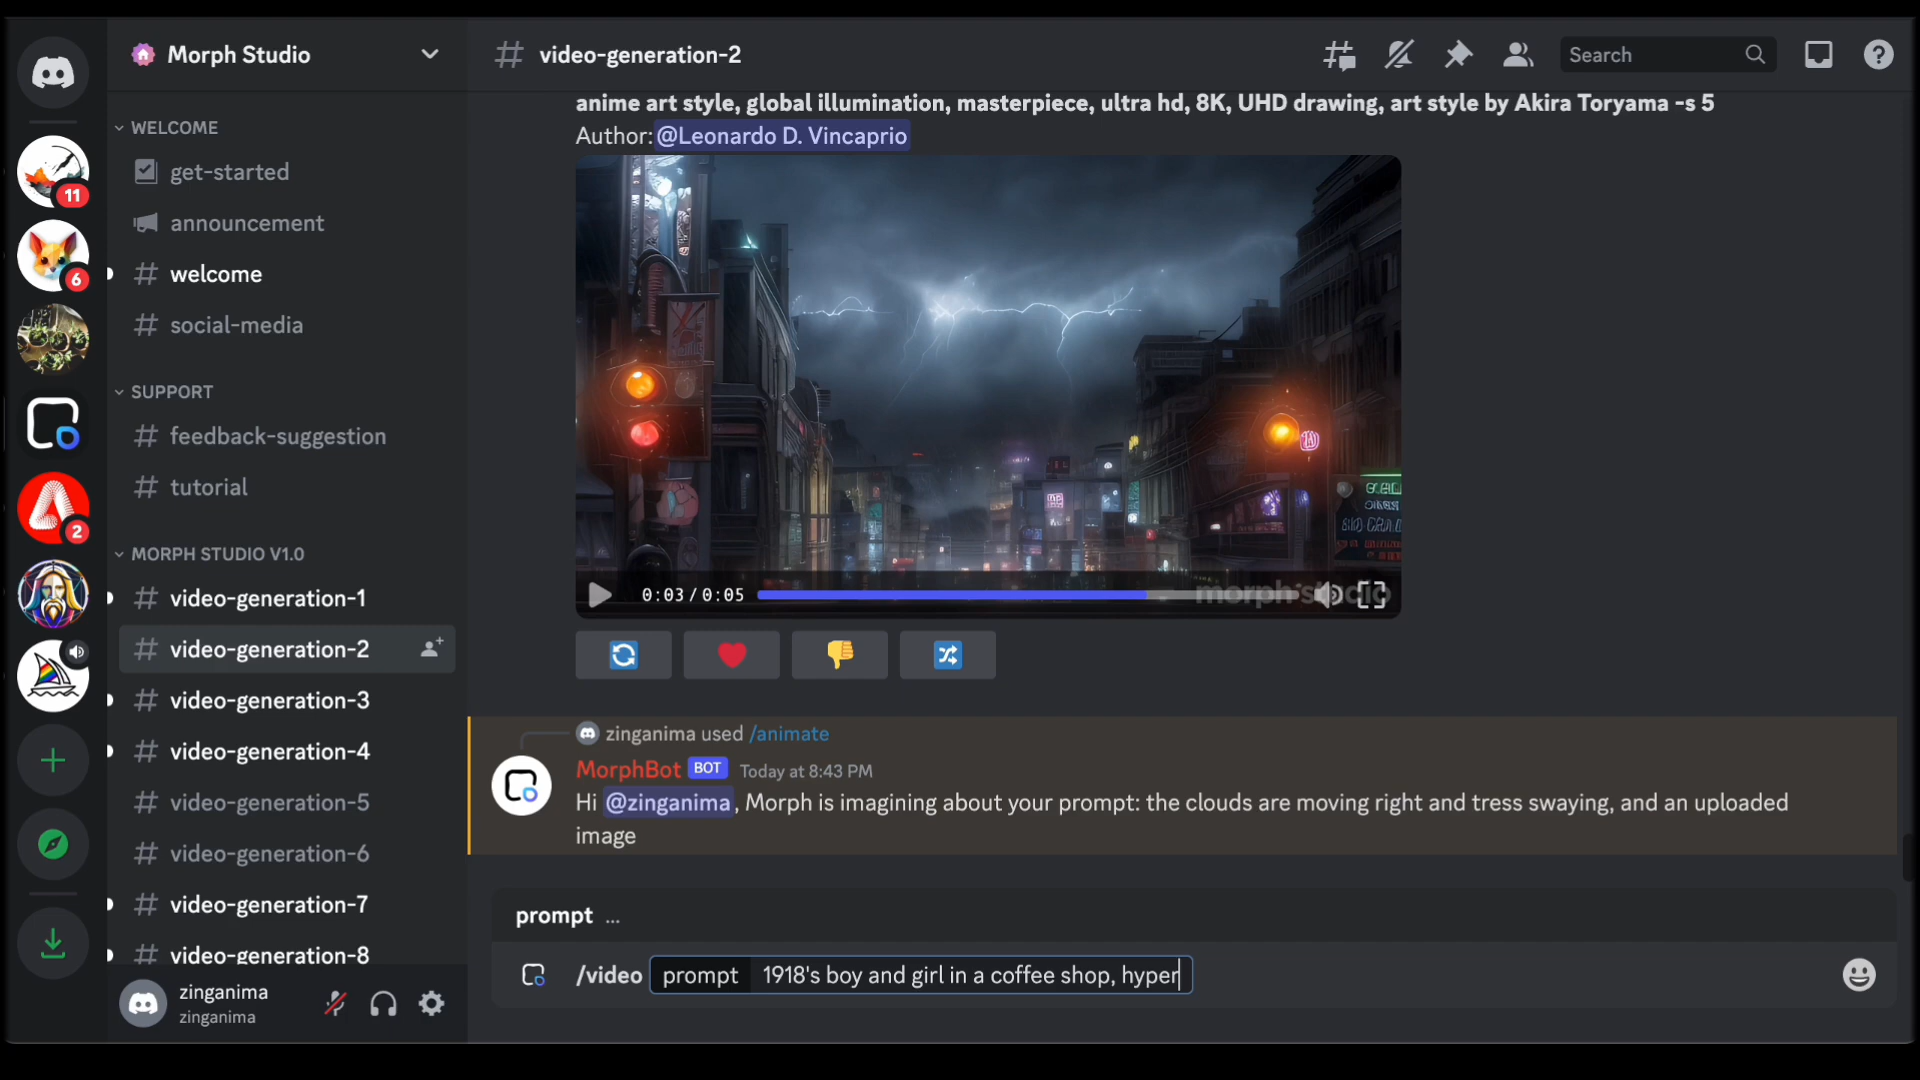 Morph Studio
WELCOME
get-started
announcement
welcome
social-media
SUPPORT
feedback-suggestion
tutorial
MORPH STUDIO V1.0
video-generation-1
video-generation-2
video-generation-3
video-generation-4
video-generation-5
video-generation-6
video-generation-7
video-generation-8
zinganima
zinganima
11
6
2
video-generation-2
Search
anime art style, global illumination, masterpiece, ultra hd, 8K, UHD drawing, art style by Akira Toryama -s 5
Author: @Leonardo D. Vincaprio
0:03 / 0:05
morph studio
zinganima used /animate
MorphBot BOT Today at 8:43 PM
Hi @zinganima, Morph is imagining about your prompt: the clouds are moving right and tress swaying, and an uploaded
image
prompt ...
/video prompt 1918's boy and girl in a coffee shop, hyper